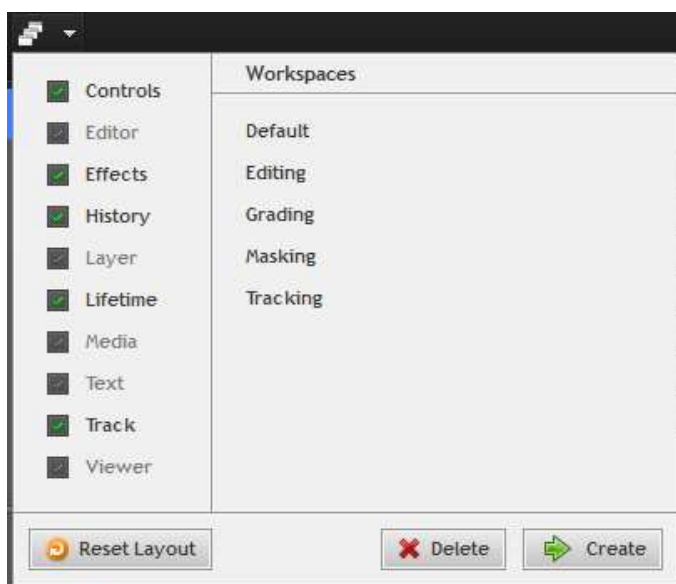 Controls
Editor
Effects
History
Layer
Lifetime
Media
Text
Track
Viewer
Workspaces
Default
Editing
Grading
Masking
Tracking
Reset Layout
Delete
Create